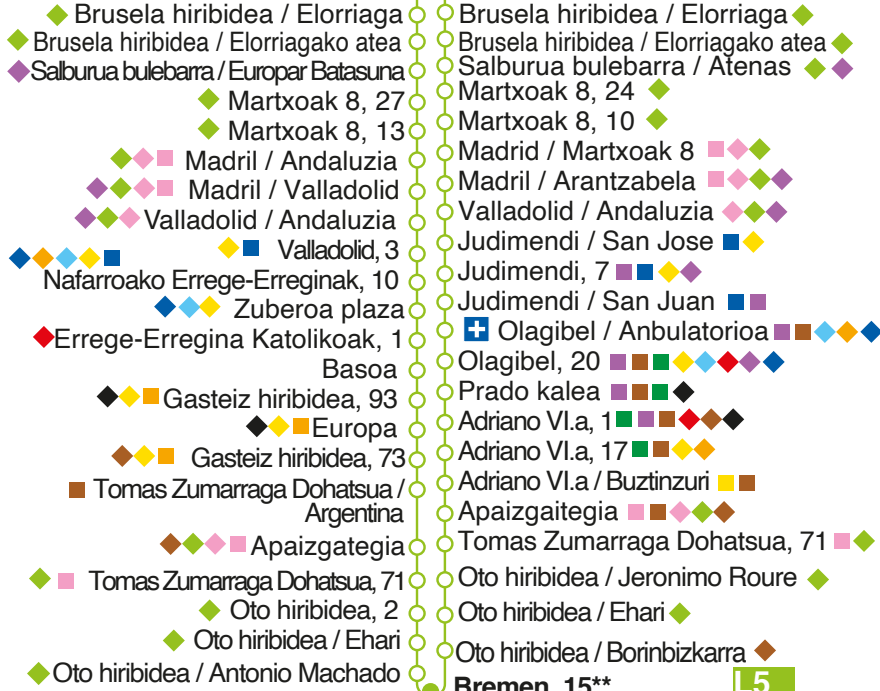 Brusela hiribidea / Elorriaga
Brusela hiribidea / Elorriagako atea
Salburua bulebarra / Europar Batasuna
Martxoak 8, 27
Martxoak 8, 13
Madril / Andaluzia
Madril / Valladolid
Valladolid / Andaluzia
Valladolid, 3
Nafarroako Errege-Erreginak, 10
Zuberoa plaza
Errege-Erregina Katolikoak, 1
Basoa
Gasteiz hiribidea, 93
Europa
Gasteiz hiribidea, 73
Tomas Zumarraga Dohatsua /
Argentina
Apaizgategia
Tomas Zumarraga Dohatsua, 71
Oto hiribidea, 2
Oto hiribidea / Ehari
Oto hiribidea / Antonio Machado
Brusela hiribidea / Elorriaga
Brusela hiribidea / Elorriagako atea
Salburua bulebarra / Atenas
Martxoak 8, 24
Martxoak 8, 10
Madrid / Martxoak 8
Madril / Arantzabela
Valladolid / Andaluzia
Judimendi / San Jose
Judimendi, 7
Judimendi / San Juan
Olagibel / Anbulatorioa
Olagibel, 20
Prado kalea
Adriano VI.a, 1
Adriano VI.a, 17
Adriano VI.a / Buztinzuri
Apaizgaitegia
Tomas Zumarraga Dohatsua, 71
Oto hiribidea / Jeronimo Roure
Oto hiribidea / Ehari
Oto hiribidea / Borinbizkarra
Bremen, 15**
L5